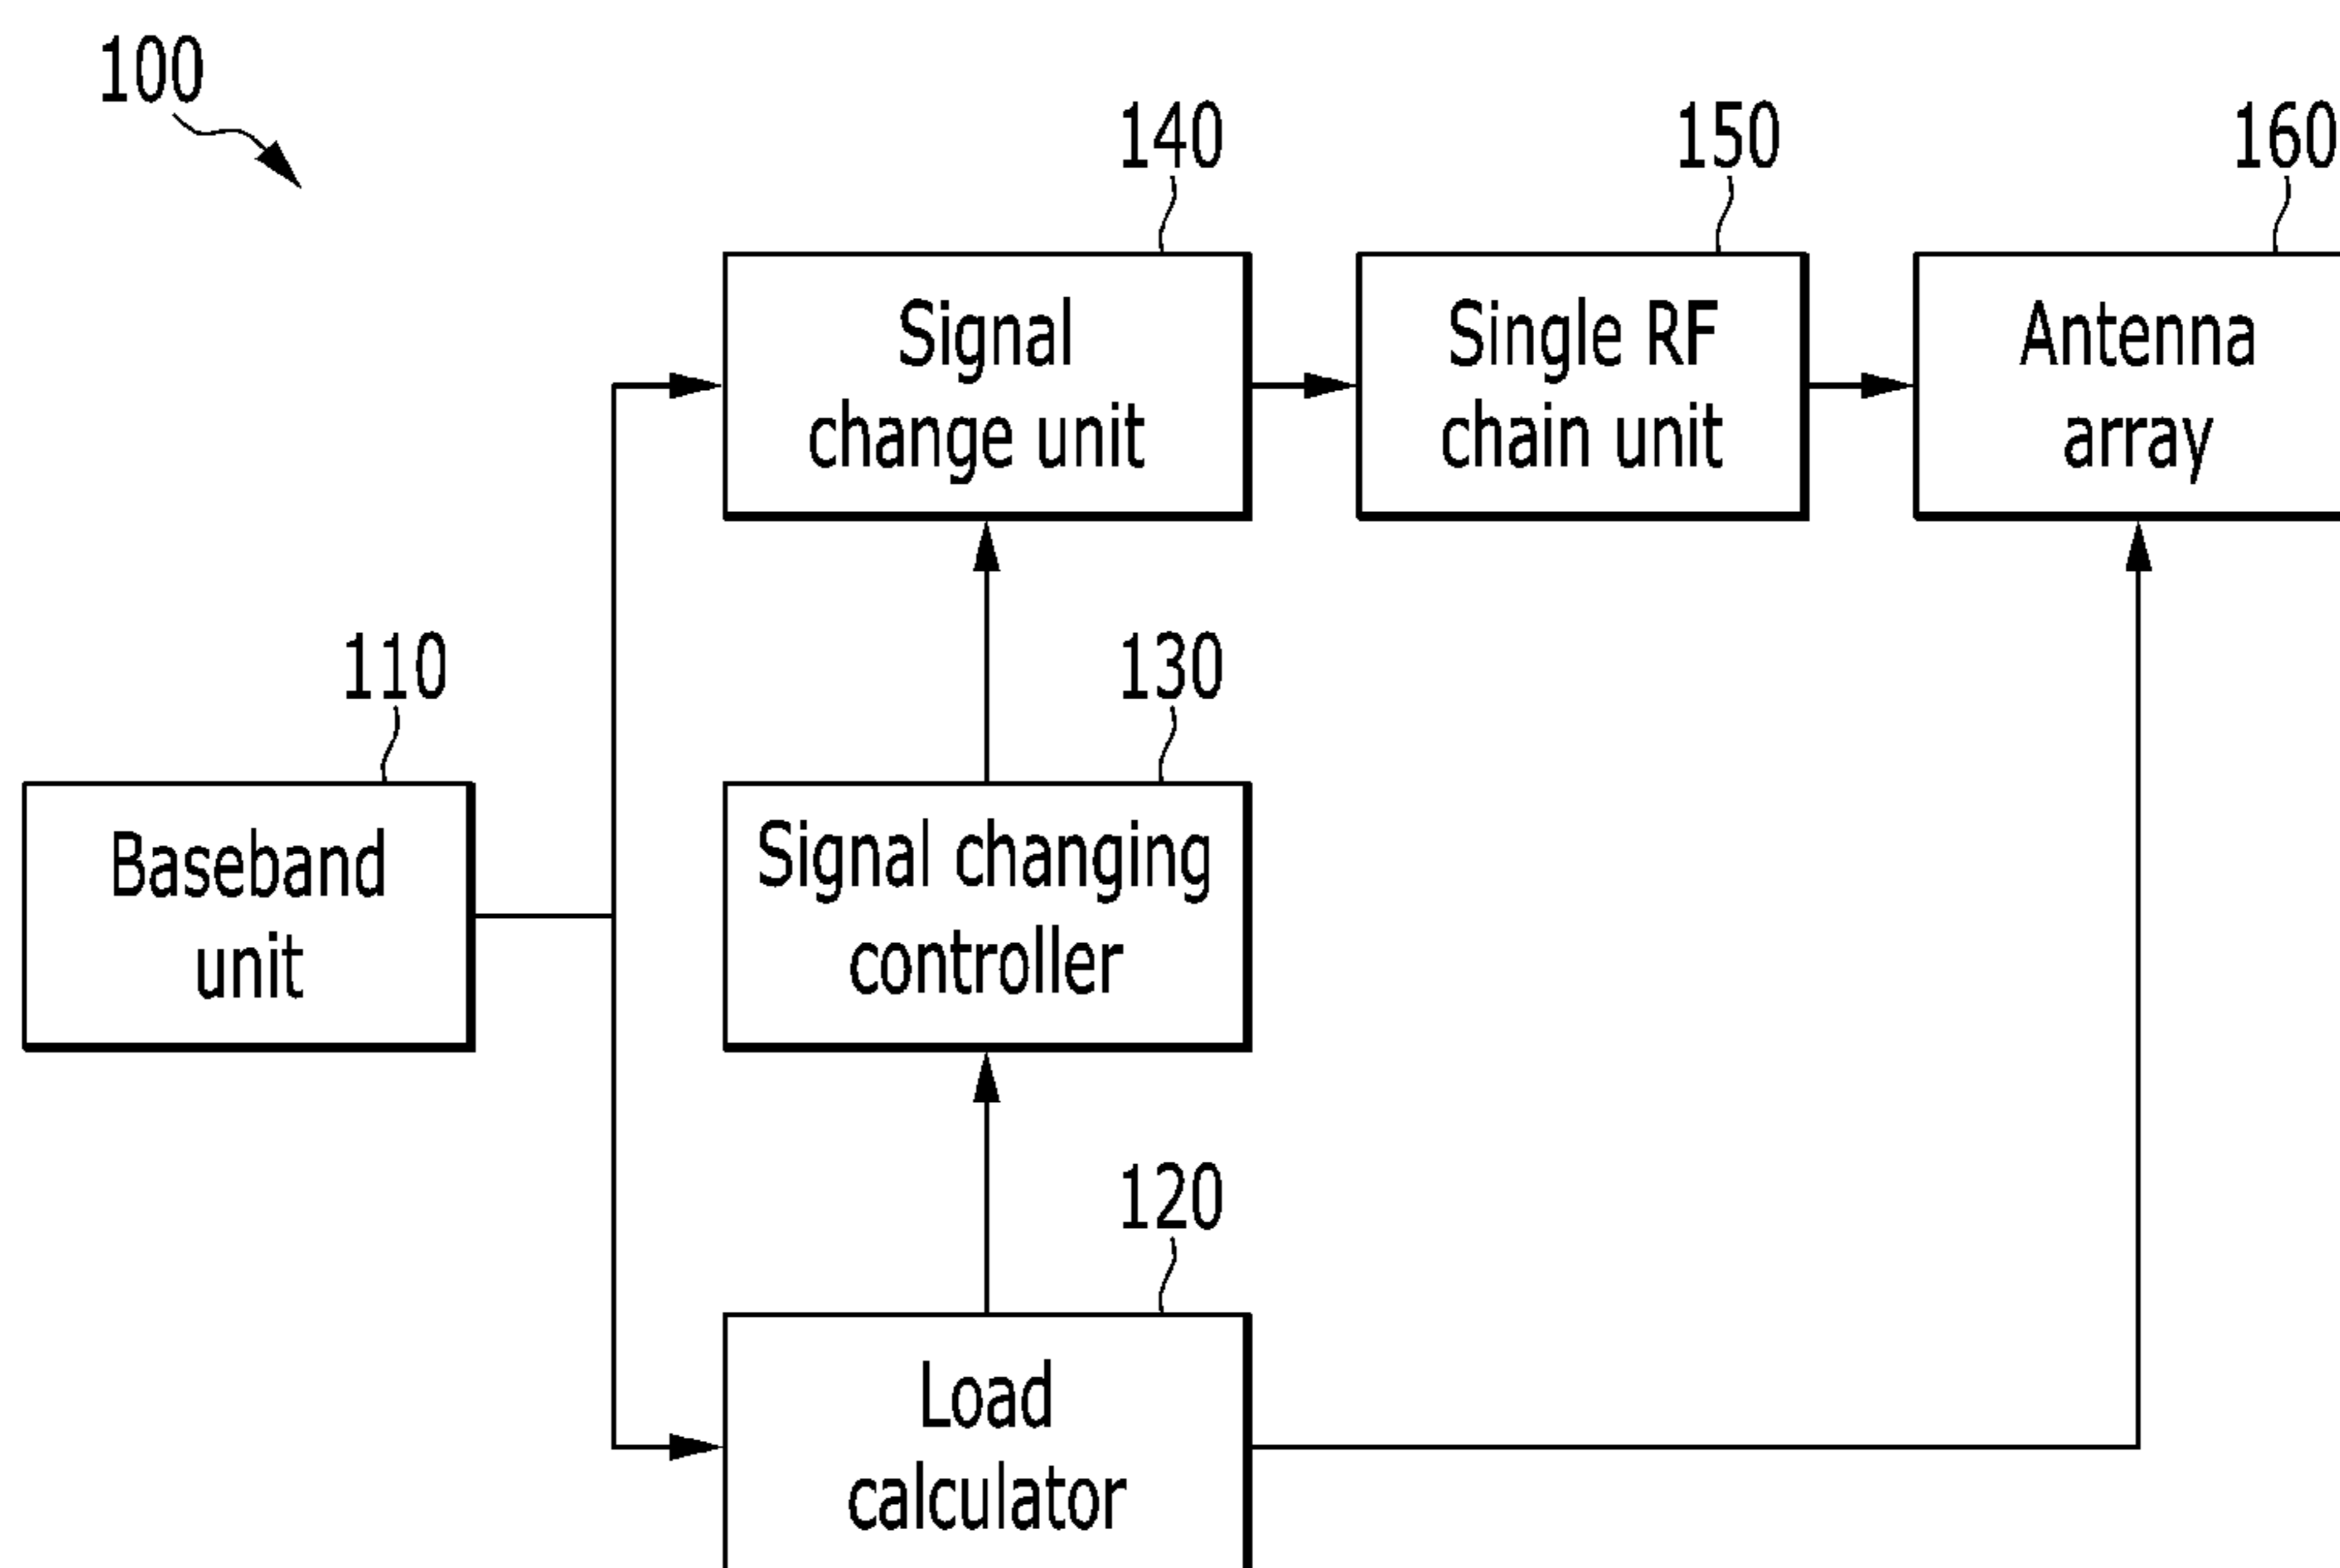 100
140
150
160
Signal
change unit
Single RF
chain unit
Antenna
array
110
130
Baseband
unit
Signal changing
controller
120
Load
calculator